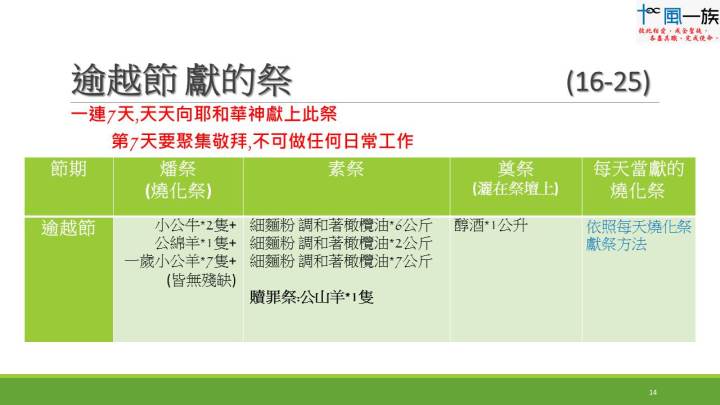 風一族
彼此相愛，成全聖徒，
各盡其職、完成使命。
逾越節 獻的祭 (16-25)
一連7天,天天向耶和華神獻上此祭
第7天要聚集敬拜,不可做任何日常工作
節期 燔祭 素祭 奠祭 每天當獻的
(燒化祭) (灑在祭壇上) 燒化祭
逾越節 小公牛*2隻+ 細麵粉 調和著橄欖油*6公斤 醇酒*1公升 依照每天燒化祭
公綿羊*1隻+ 細麵粉 調和著橄欖油*2公斤 獻祭方法
一歲小公羊*7隻+ 細麵粉 調和著橄欖油*7公斤
(皆無殘缺)
贖罪祭:公山羊*1隻
14